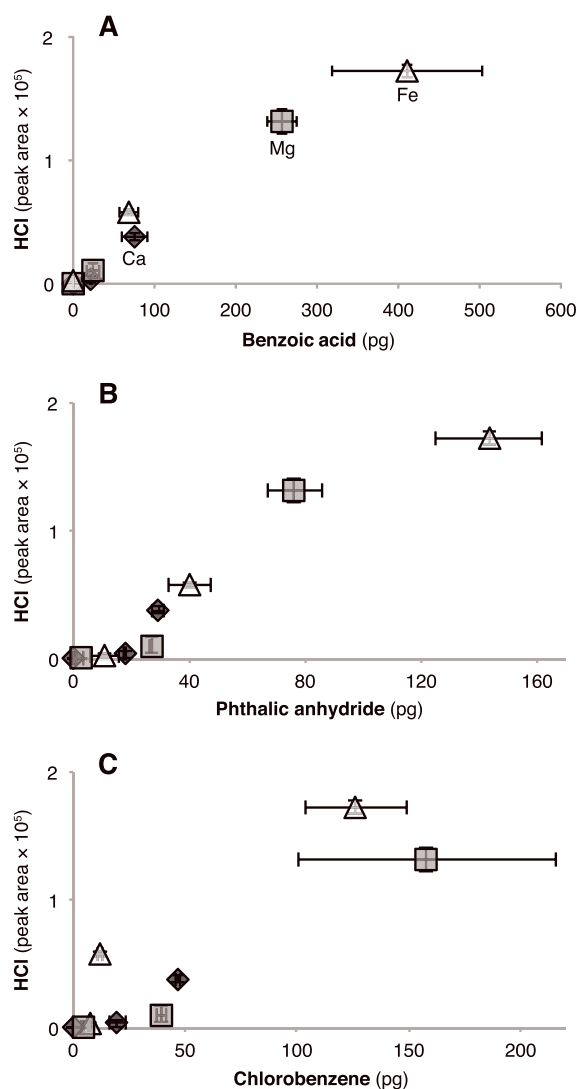 A
2
1
0
HCl (peak area × 10⁵)
Fe
Mg
Ca
0 100 200 300 400 500 600
Benzoic acid (pg)
B
2
1
0
HCl (peak area × 10⁵)
0 40 80 120 160
Phthalic anhydride (pg)
C
2
1
0
HCl (peak area × 10⁵)
0 50 100 150 200
Chlorobenzene (pg)